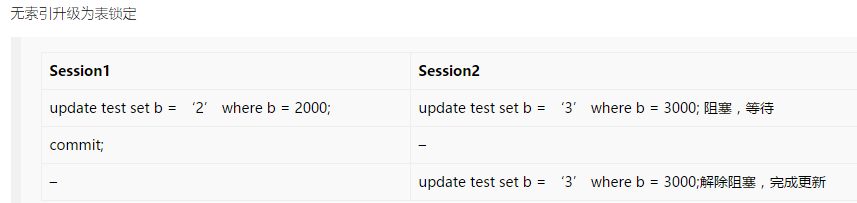 无索引升级为表锁定
Session1 Session2
update test set b = ‘2’ where b = 2000; update test set b = ‘3’ where b = 3000; 阻塞，等待
commit; –
– update test set b = ‘3’ where b = 3000;解除阻塞，完成更新